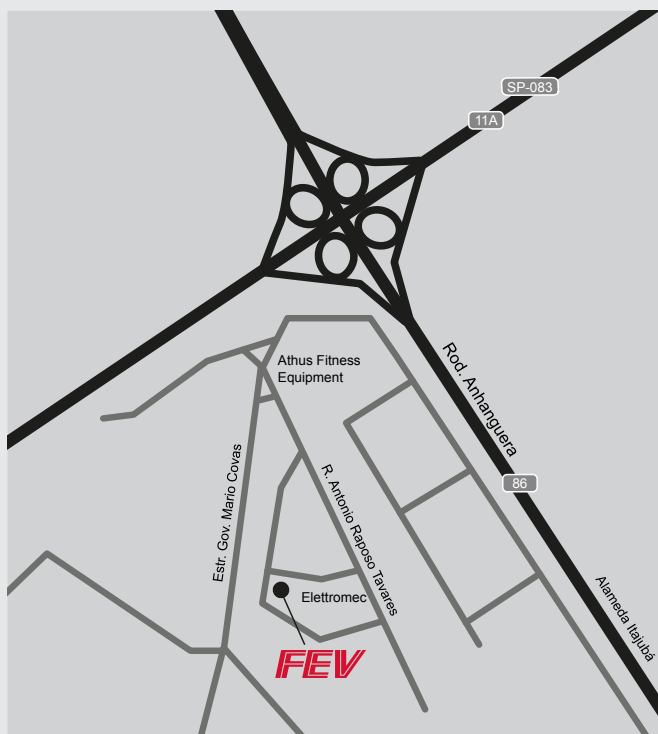 SP-083
11A
Athus Fitness
Equipment
Rod. Anhanguera
86
Estr. Gov. Mario Covas
R. Antonio Raposo Tavares
Elettromec
Alameda Itajubá
FEV